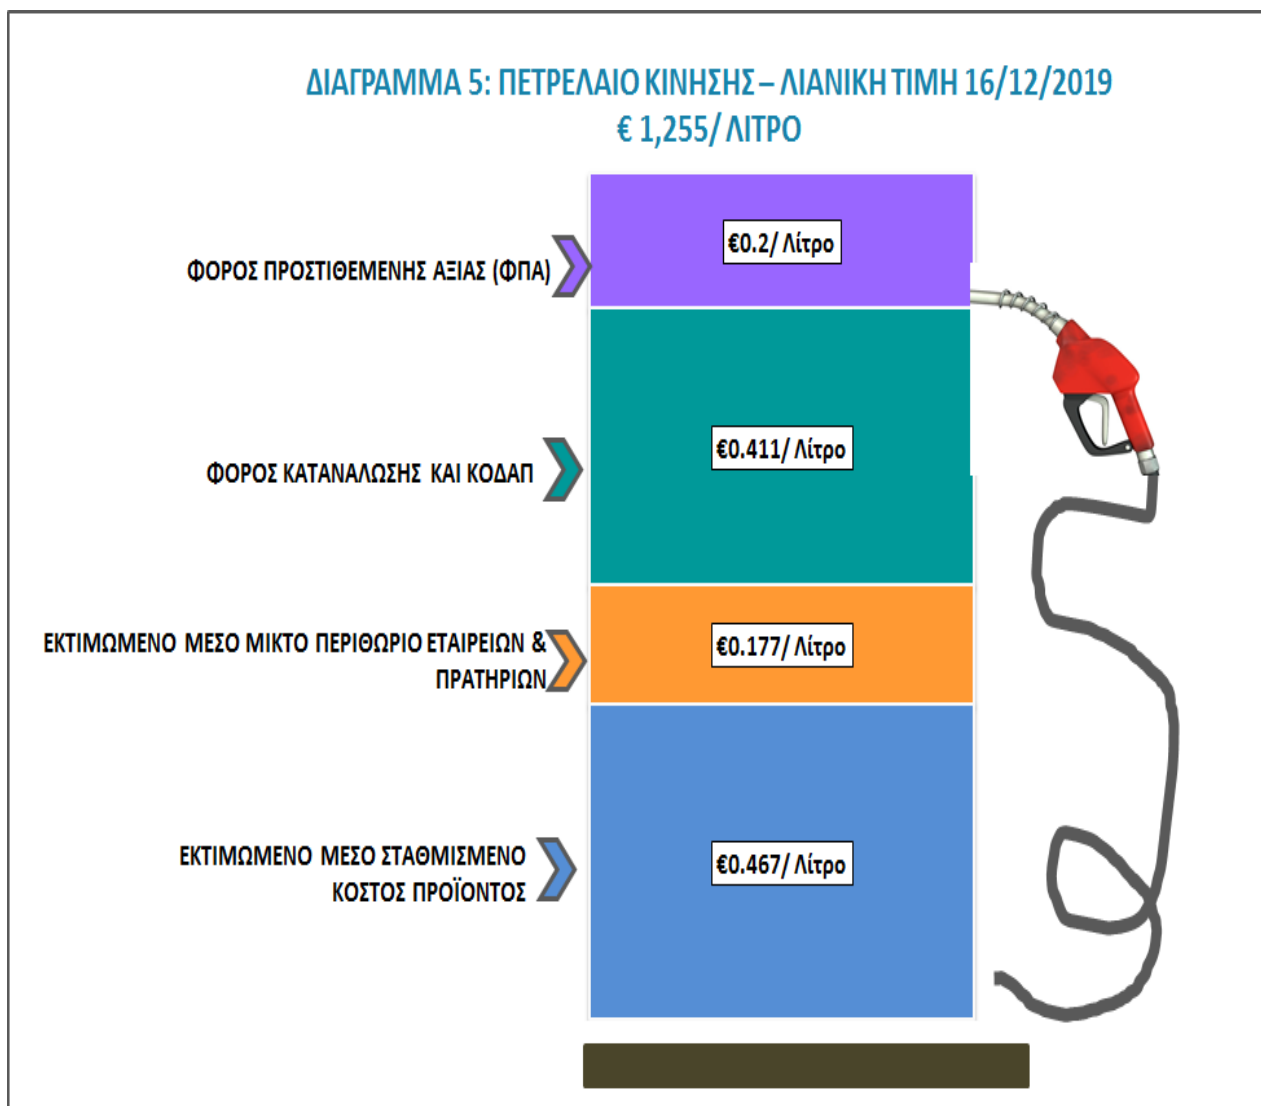 ΔΙΑΓΡΑΜΜΑ 5: ΠΕΤΡΕΛΑΙΟ ΚΙΝΗΣΗΣ – ΛΙΑΝΙΚΗ ΤΙΜΗ 16/12/2019
€ 1,255/ ΛΙΤΡΟ
€0.2/ Λίτρο
ΦΟΡΟΣ ΠΡΟΣΤΙΘΕΜΕΝΗΣ ΑΞΙΑΣ (ΦΠΑ)
€0.411/ Λίτρο
ΦΟΡΟΣ ΚΑΤΑΝΑΛΩΣΗΣ ΚΑΙ ΚΟΔΑΠ
ΕΚΤΙΜΩΜΕΝΟ ΜΕΣΟ ΜΙΚΤΟ ΠΕΡΙΘΩΡΙΟ ΕΤΑΙΡΕΙΩΝ &
ΠΡΑΤΗΡΙΩΝ
€0.177/ Λίτρο
ΕΚΤΙΜΩΜΕΝΟ ΜΕΣΟ ΣΤΑΘΜΙΣΜΕΝΟ
ΚΟΣΤΟΣ ΠΡΟΪΟΝΤΟΣ
€0.467/ Λίτρο